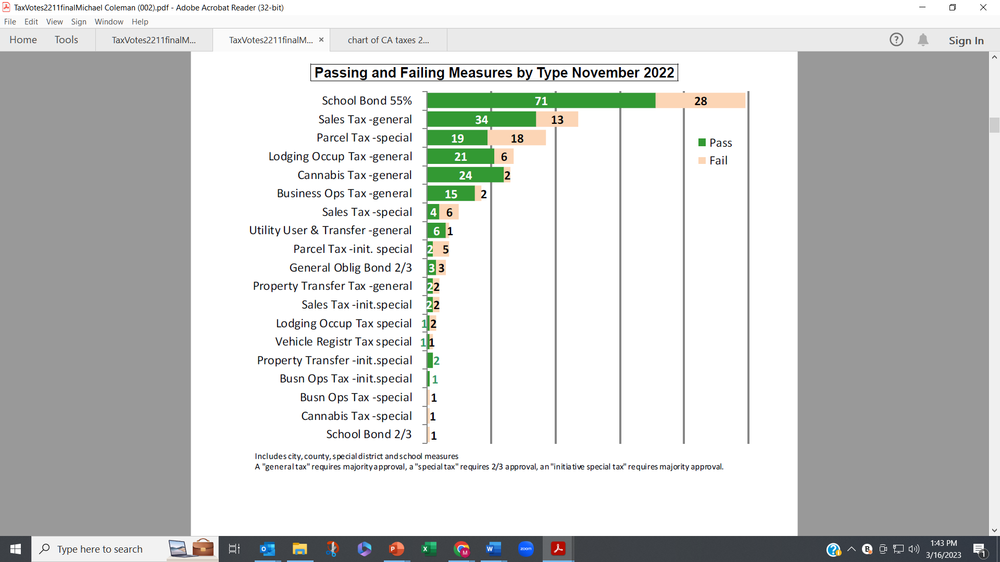 TaxVotes2211finalMichael Coleman (002).pdf - Adobe Acrobat Reader (32-bit)
File Edit View Sign Window Help
Home Tools TaxVotes2211finalM... TaxVotes2211finalM... × chart of CA taxes 2... ? Sign In
Passing and Failing Measures by Type November 2022
School Bond 55% 71 28
Sales Tax -general 34 13
Parcel Tax -special 19 18
Pass
Lodging Occup Tax -general 21 6
Fail
Cannabis Tax -general 24 2
Business Ops Tax -general 15 2
Sales Tax -special 4 6
Utility User & Transfer -general 6 1
Parcel Tax -init. special 2 5
General Oblig Bond 2/3 3 3
Property Transfer Tax -general 2 2
Sales Tax -init.special 2 2
Lodging Occup Tax special 1 2
Vehicle Registr Tax special 1 1
Property Transfer -init.special 2
Busn Ops Tax -init.special 1
Busn Ops Tax -special 1
Cannabis Tax -special 1
School Bond 2/3 1
Includes city, county, special district and school measures
A "general tax" requires majority approval, a "special tax" requires 2/3 approval, an "initiative special tax" requires majority approval.
Type here to search
zoom
1:43 PM
3/16/2023
1